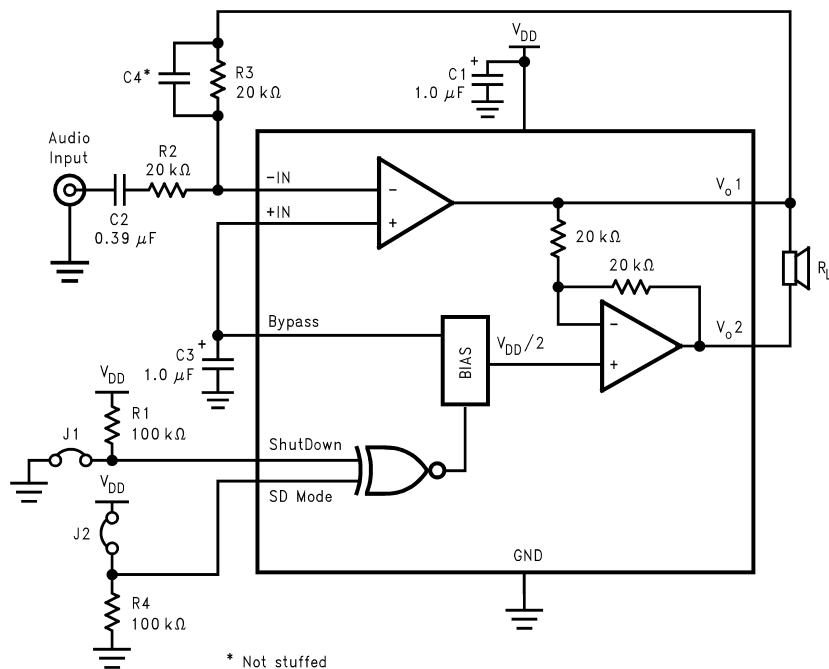 V_DD
C4*
R3
20 kΩ
C1
+
1.0 μF
Audio
Input
R2
20 kΩ
C2
0.39 μF
-IN
+IN
−
+
V_o1
20 kΩ
20 kΩ
R_L
Bypass
BIAS
V_DD/2
−
+
V_o2
C3
+
1.0 μF
V_DD
R1
100 kΩ
J1
ShutDown
SD Mode
V_DD
J2
R4
100 kΩ
GND
* Not stuffed